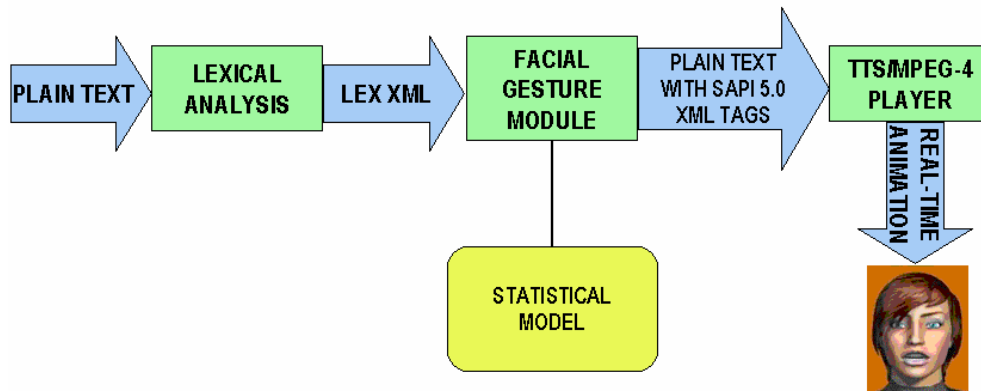 PLAIN TEXT
LEXICAL
ANALYSIS
LEX XML
FACIAL
GESTURE
MODULE
PLAIN TEXT
WITH SAPI 5.0
XML TAGS
TTS/MPEG-4
PLAYER
REAL-TIME
ANIMATION
STATISTICAL
MODEL